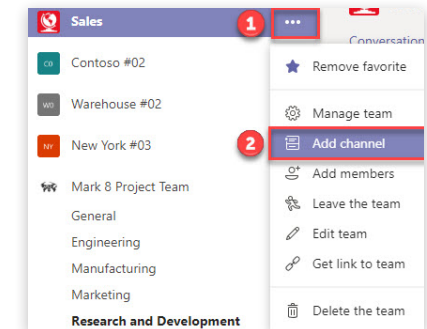 Sales
1
...
Conversation
CO
Contoso #02
Remove favorite
WO
Warehouse #02
Manage team
NY
New York #03
2
Add channel
Add members
Mark 8 Project Team
Leave the team
General
Edit team
Engineering
Get link to team
Manufacturing
Marketing
Delete the team
Research and Development